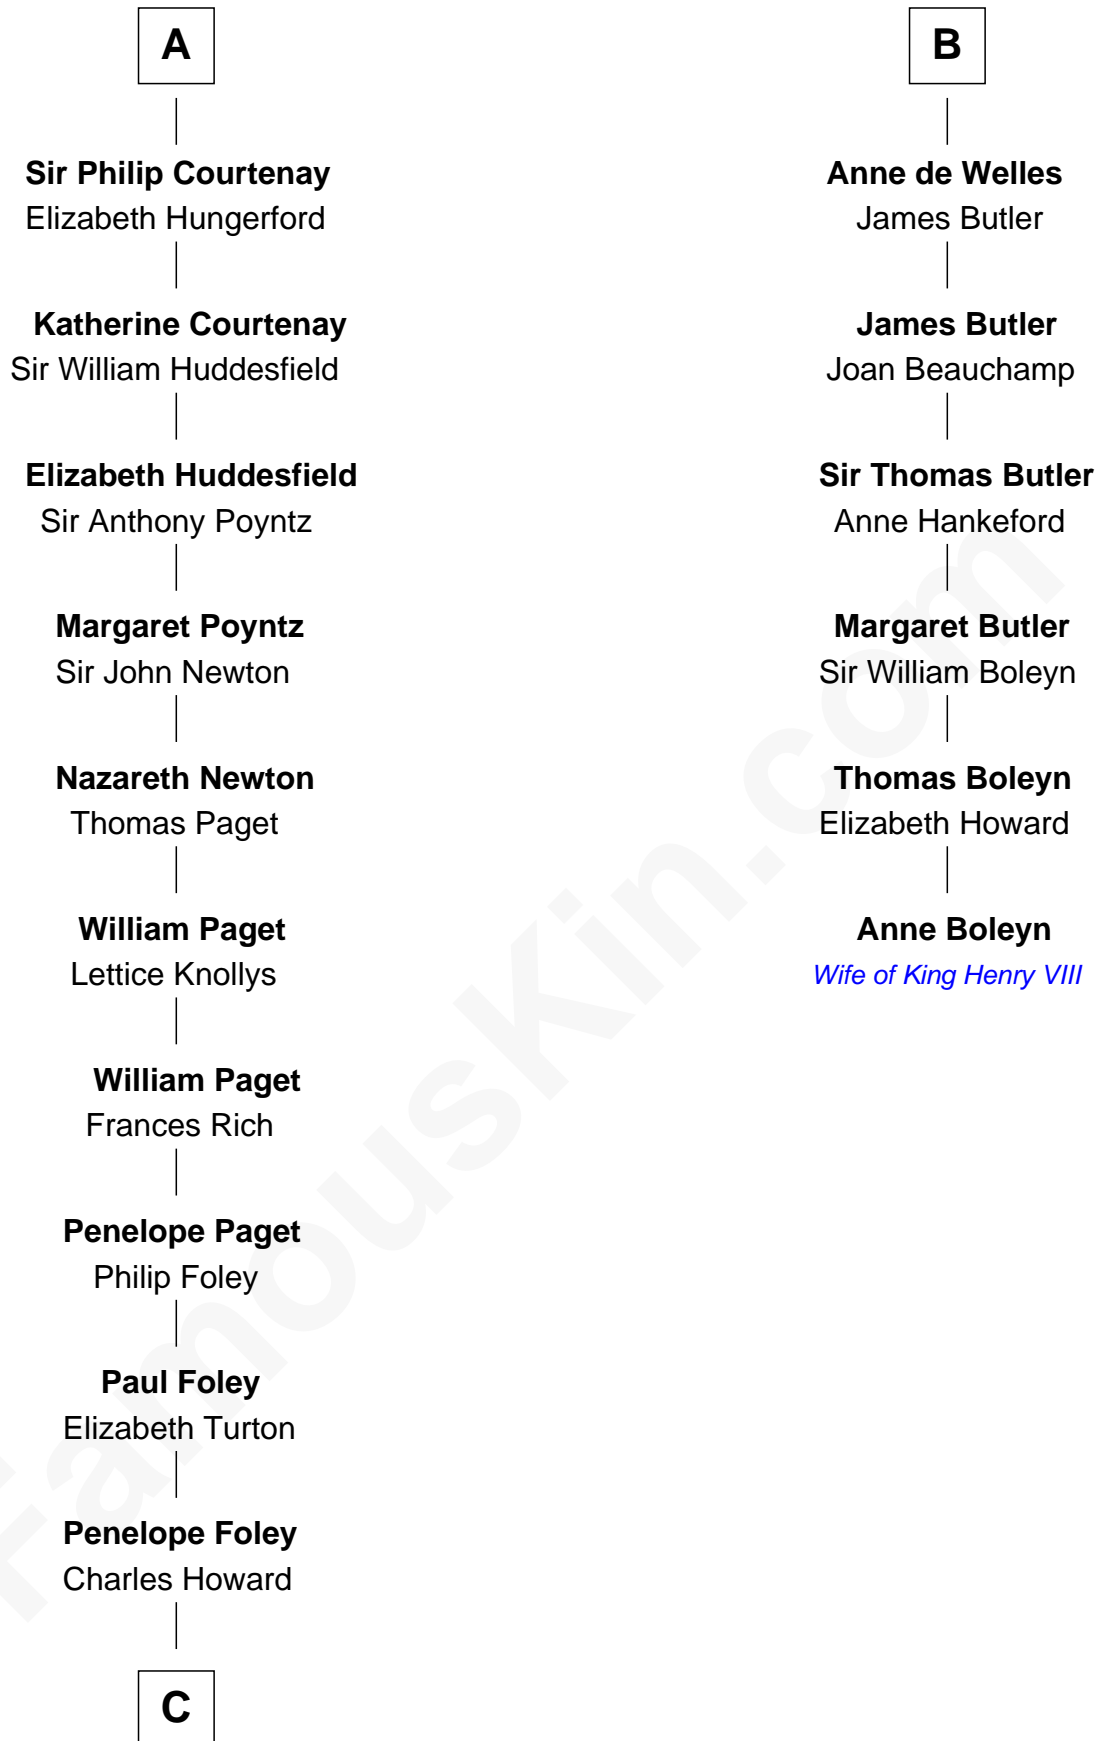 A
Sir Philip Courtenay
Elizabeth Hungerford
Katherine Courtenay
Sir William Huddesfield
Elizabeth Huddesfield
Sir Anthony Poyntz
Margaret Poyntz
Sir John Newton
Nazareth Newton
Thomas Paget
William Paget
Lettice Knollys
William Paget
Frances Rich
Penelope Paget
Philip Foley
Paul Foley
Elizabeth Turton
Penelope Foley
Charles Howard
C
B
Anne de Welles
James Butler
James Butler
Joan Beauchamp
Sir Thomas Butler
Anne Hankeford
Margaret Butler
Sir William Boleyn
Thomas Boleyn
Elizabeth Howard
Anne Boleyn
Wife of King Henry VIII
FamousKin.com